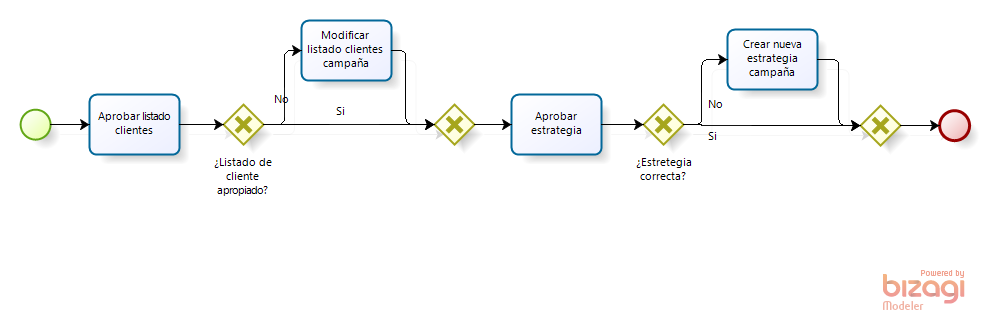 Aprobar listado
clientes
¿Listado de
cliente
apropiado?
No
Modificar
listado clientes
campaña
Si
Aprobar
estrategia
¿Estretegia
correcta?
No
Si
Crear nueva
estrategia
campaña
Powered by
bizagi
Modeler